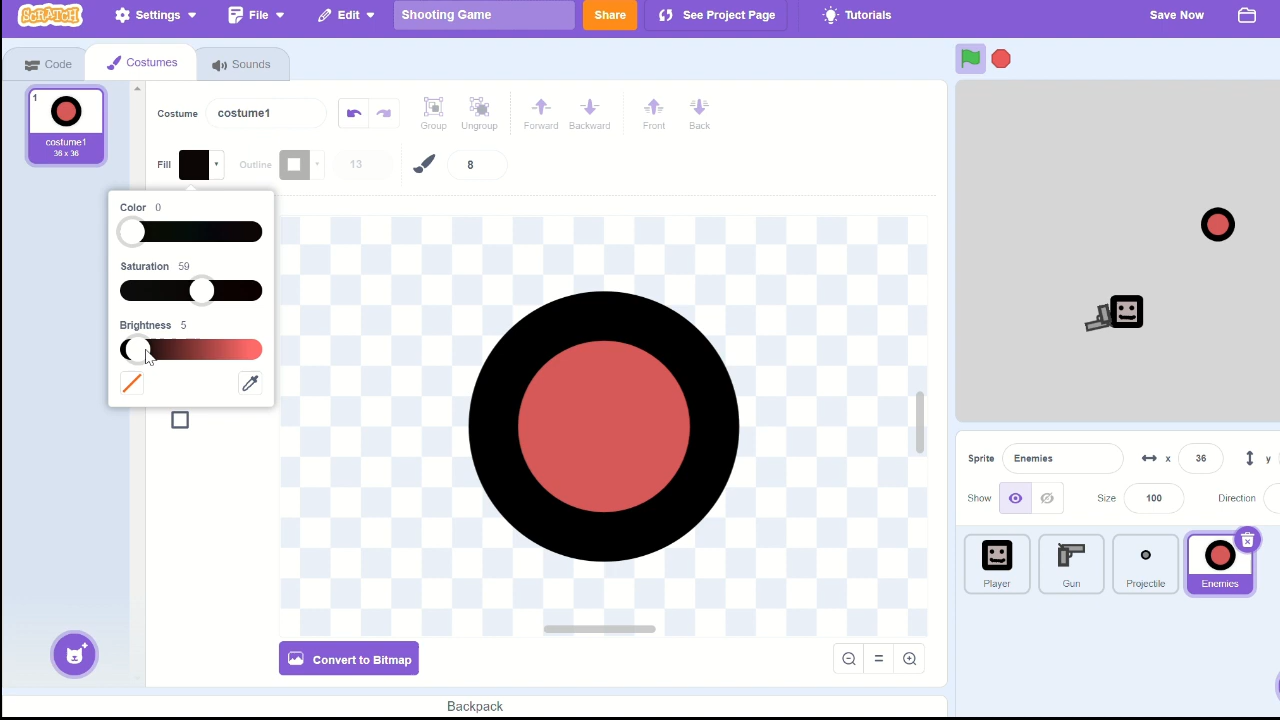 SCRATCH Settings File Edit Shooting Game Share See Project Page Tutorials Save Now
Code Costumes Sounds
1
costume1
36 x 36
Costume costume1 Group Ungroup Forward Backward Front Back
Fill Outline 13 8
Color 0
Saturation 59
Brightness 5
Convert to Bitmap
Backpack
Sprite Enemies x 36 y
Show Size 100 Direction
Player Gun Projectile Enemies